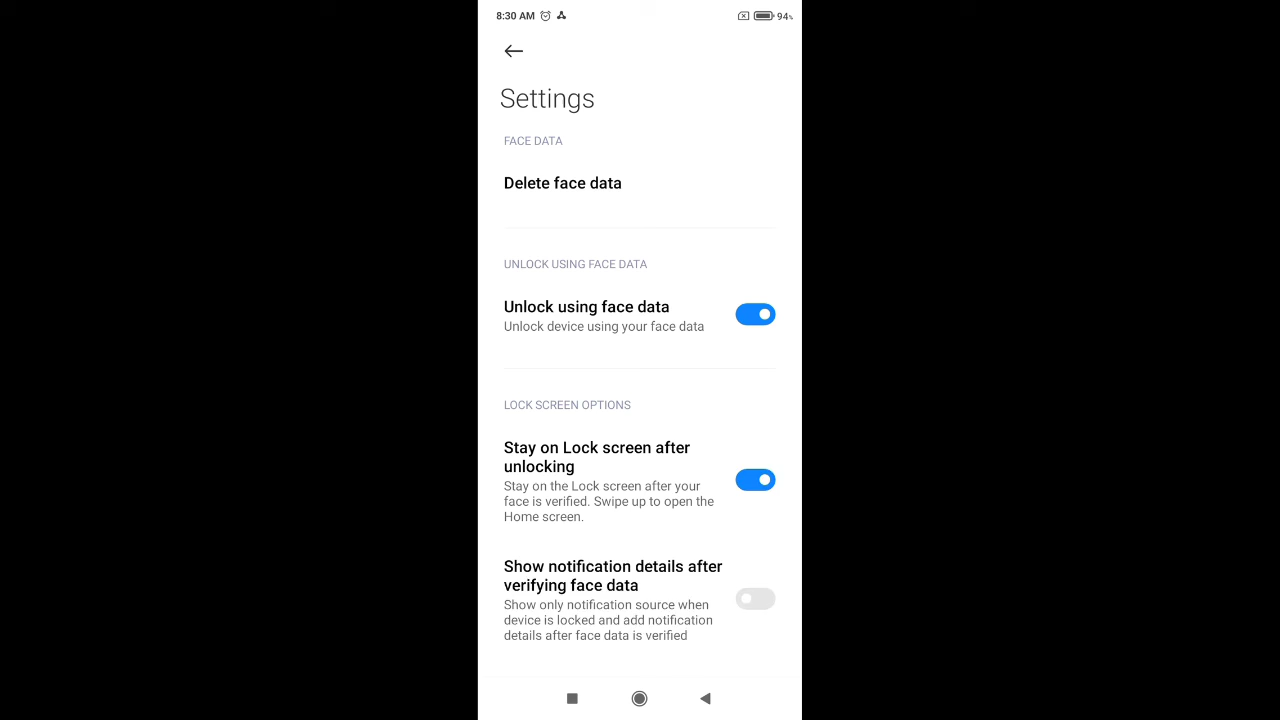 8:30 AM 94%
Settings
FACE DATA
Delete face data
UNLOCK USING FACE DATA
Unlock using face data
Unlock device using your face data
LOCK SCREEN OPTIONS
Stay on Lock screen after
unlocking
Stay on the Lock screen after your
face is verified. Swipe up to open the
Home screen.
Show notification details after
verifying face data
Show only notification source when
device is locked and add notification
details after face data is verified